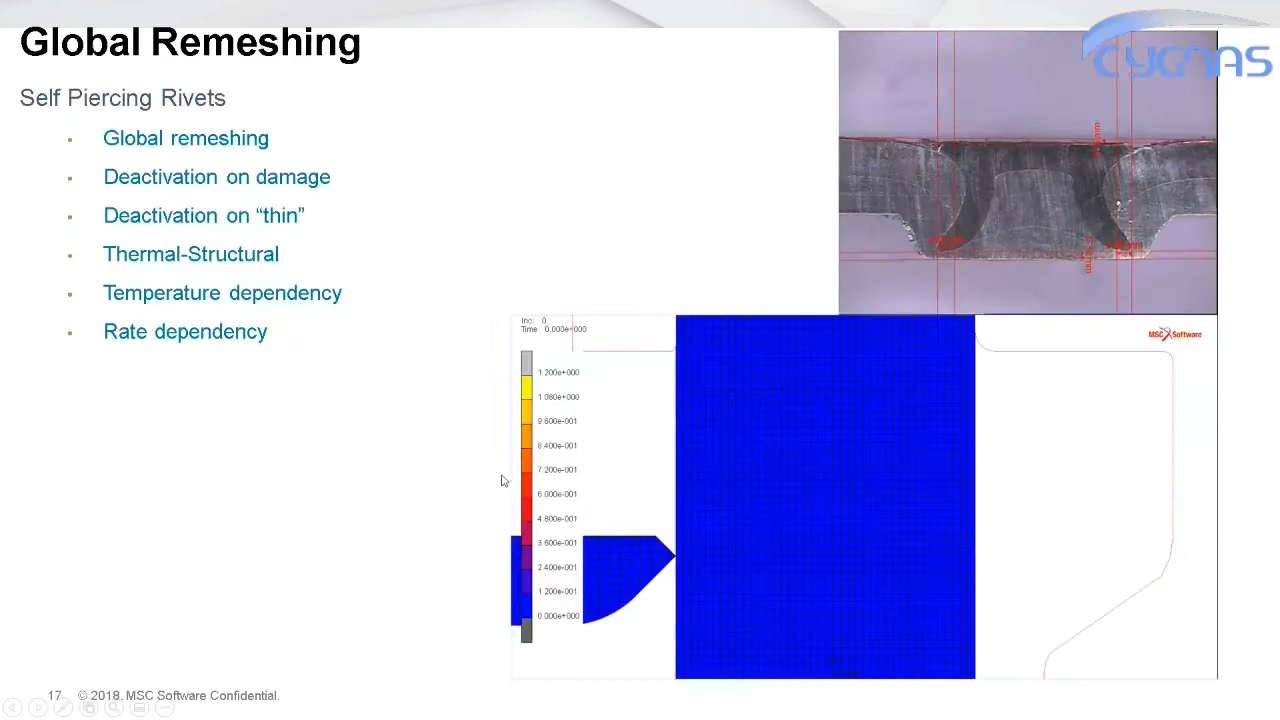 Global Remeshing
CYGNAS
Self Piercing Rivets
• Global remeshing
• Deactivation on damage
• Deactivation on “thin”
• Thermal-Structural
• Temperature dependency
• Rate dependency
Inc: 0
Time: 0.000e+000
MSC Software
1.200e+000
1.080e+000
9.600e-001
8.400e-001
7.200e-001
6.000e-001
4.800e-001
3.600e-001
2.400e-001
1.200e-001
0.000e+000
17 © 2018. MSC Software Confidential.